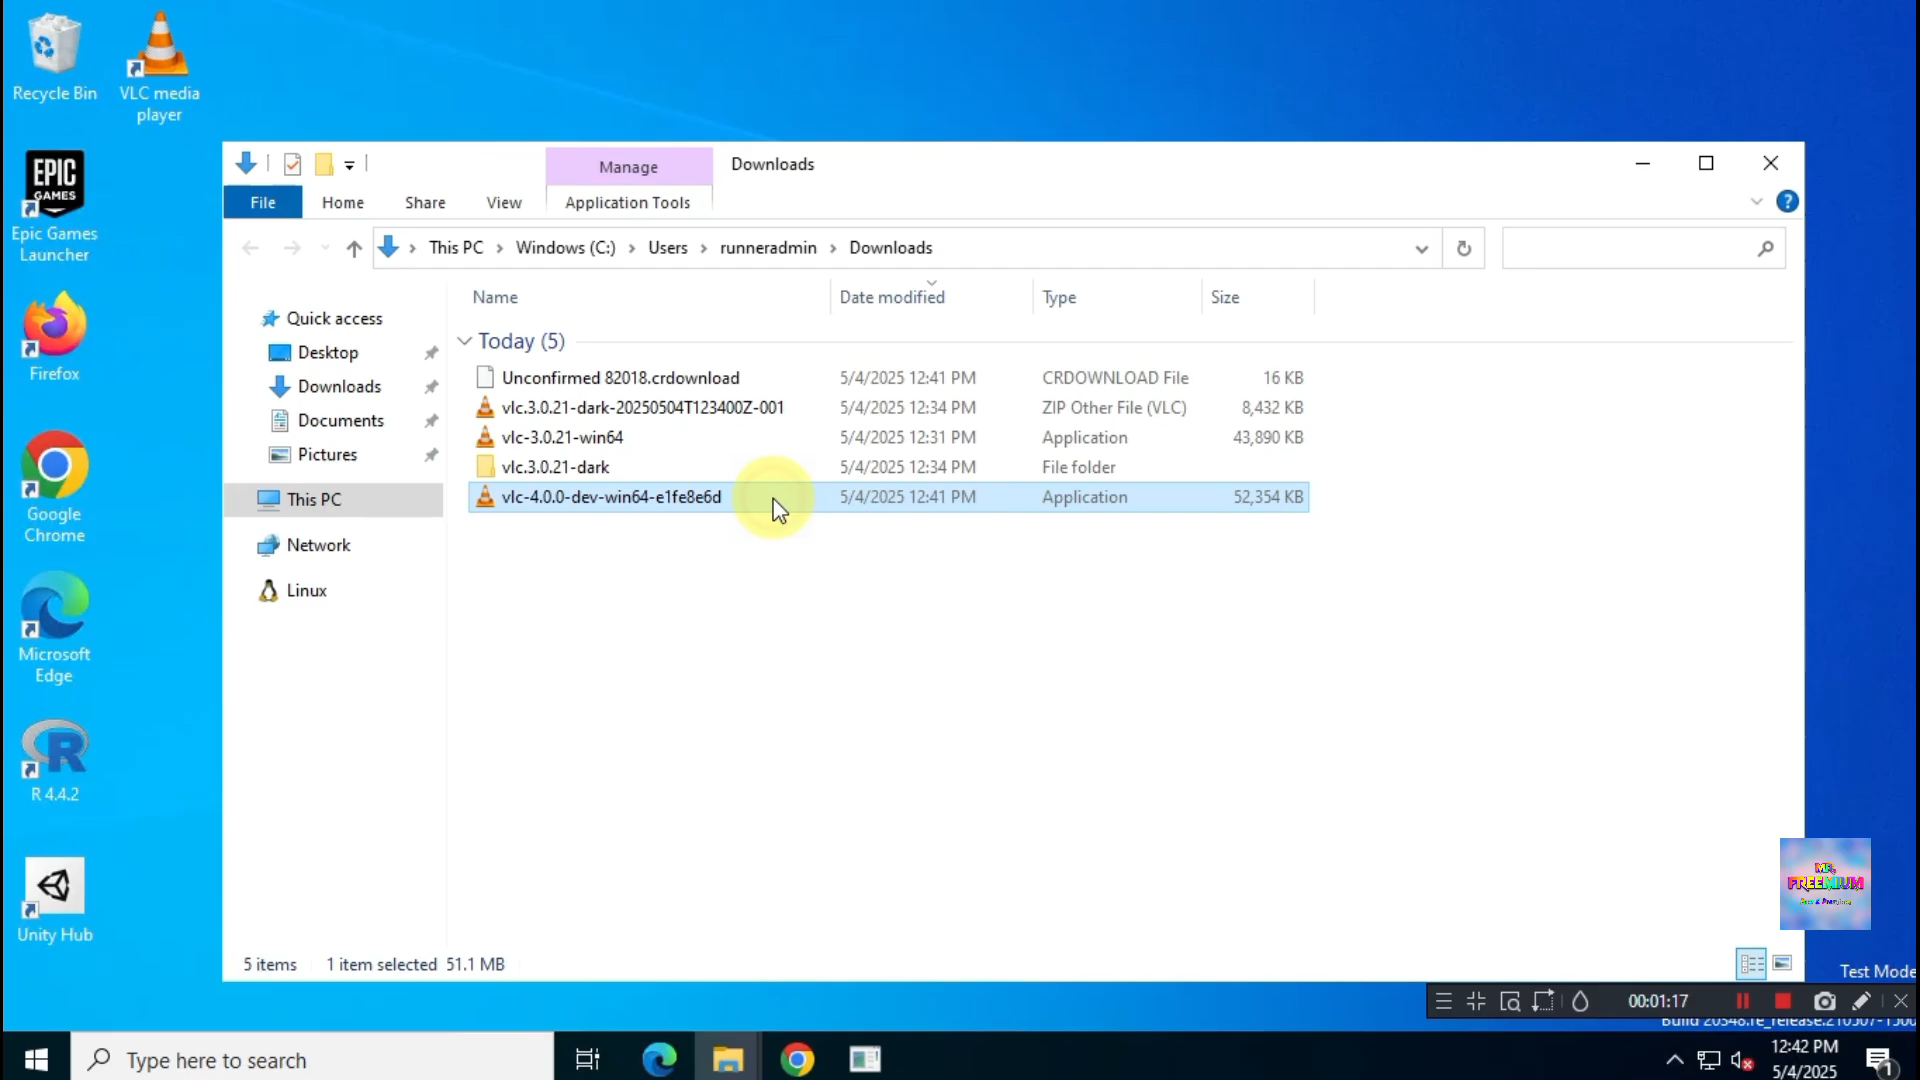 Recycle Bin
VLC media
player
Epic Games
Launcher
EPIC
GAMES
Firefox
Google
Chrome
Microsoft
Edge
R 4.4.2
Unity Hub
Manage
Downloads
File
Home
Share
View
Application Tools
This PC > Windows (C:) > Users > runneradmin > Downloads
Name
Date modified
Type
Size
Quick access
Desktop
Downloads
Documents
Pictures
This PC
Network
Linux
Today (5)
Unconfirmed 82018.crdownload 5/4/2025 12:41 PM CRDOWNLOAD File 16 KB
vlc.3.0.21-dark-20250504T123400Z-001 5/4/2025 12:34 PM ZIP Other File (VLC) 8,432 KB
vlc-3.0.21-win64 5/4/2025 12:31 PM Application 43,890 KB
vlc.3.0.21-dark 5/4/2025 12:34 PM File folder
vlc-4.0.0-dev-win64-e1fe8e6d 5/4/2025 12:41 PM Application 52,354 KB
5 items 1 item selected 51.1 MB
MR.
FREEMIUM
Test Mode
00:01:17
Type here to search
12:42 PM
5/4/2025
1